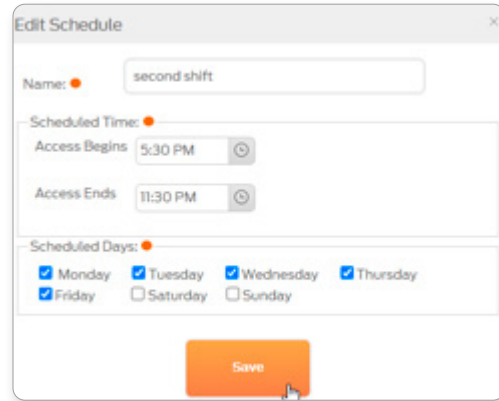 Edit Schedule ×
Name: second shift
Scheduled Time:
Access Begins 5:30 PM
Access Ends 11:30 PM
Scheduled Days:
Monday Tuesday Wednesday Thursday
Friday Saturday Sunday
Save